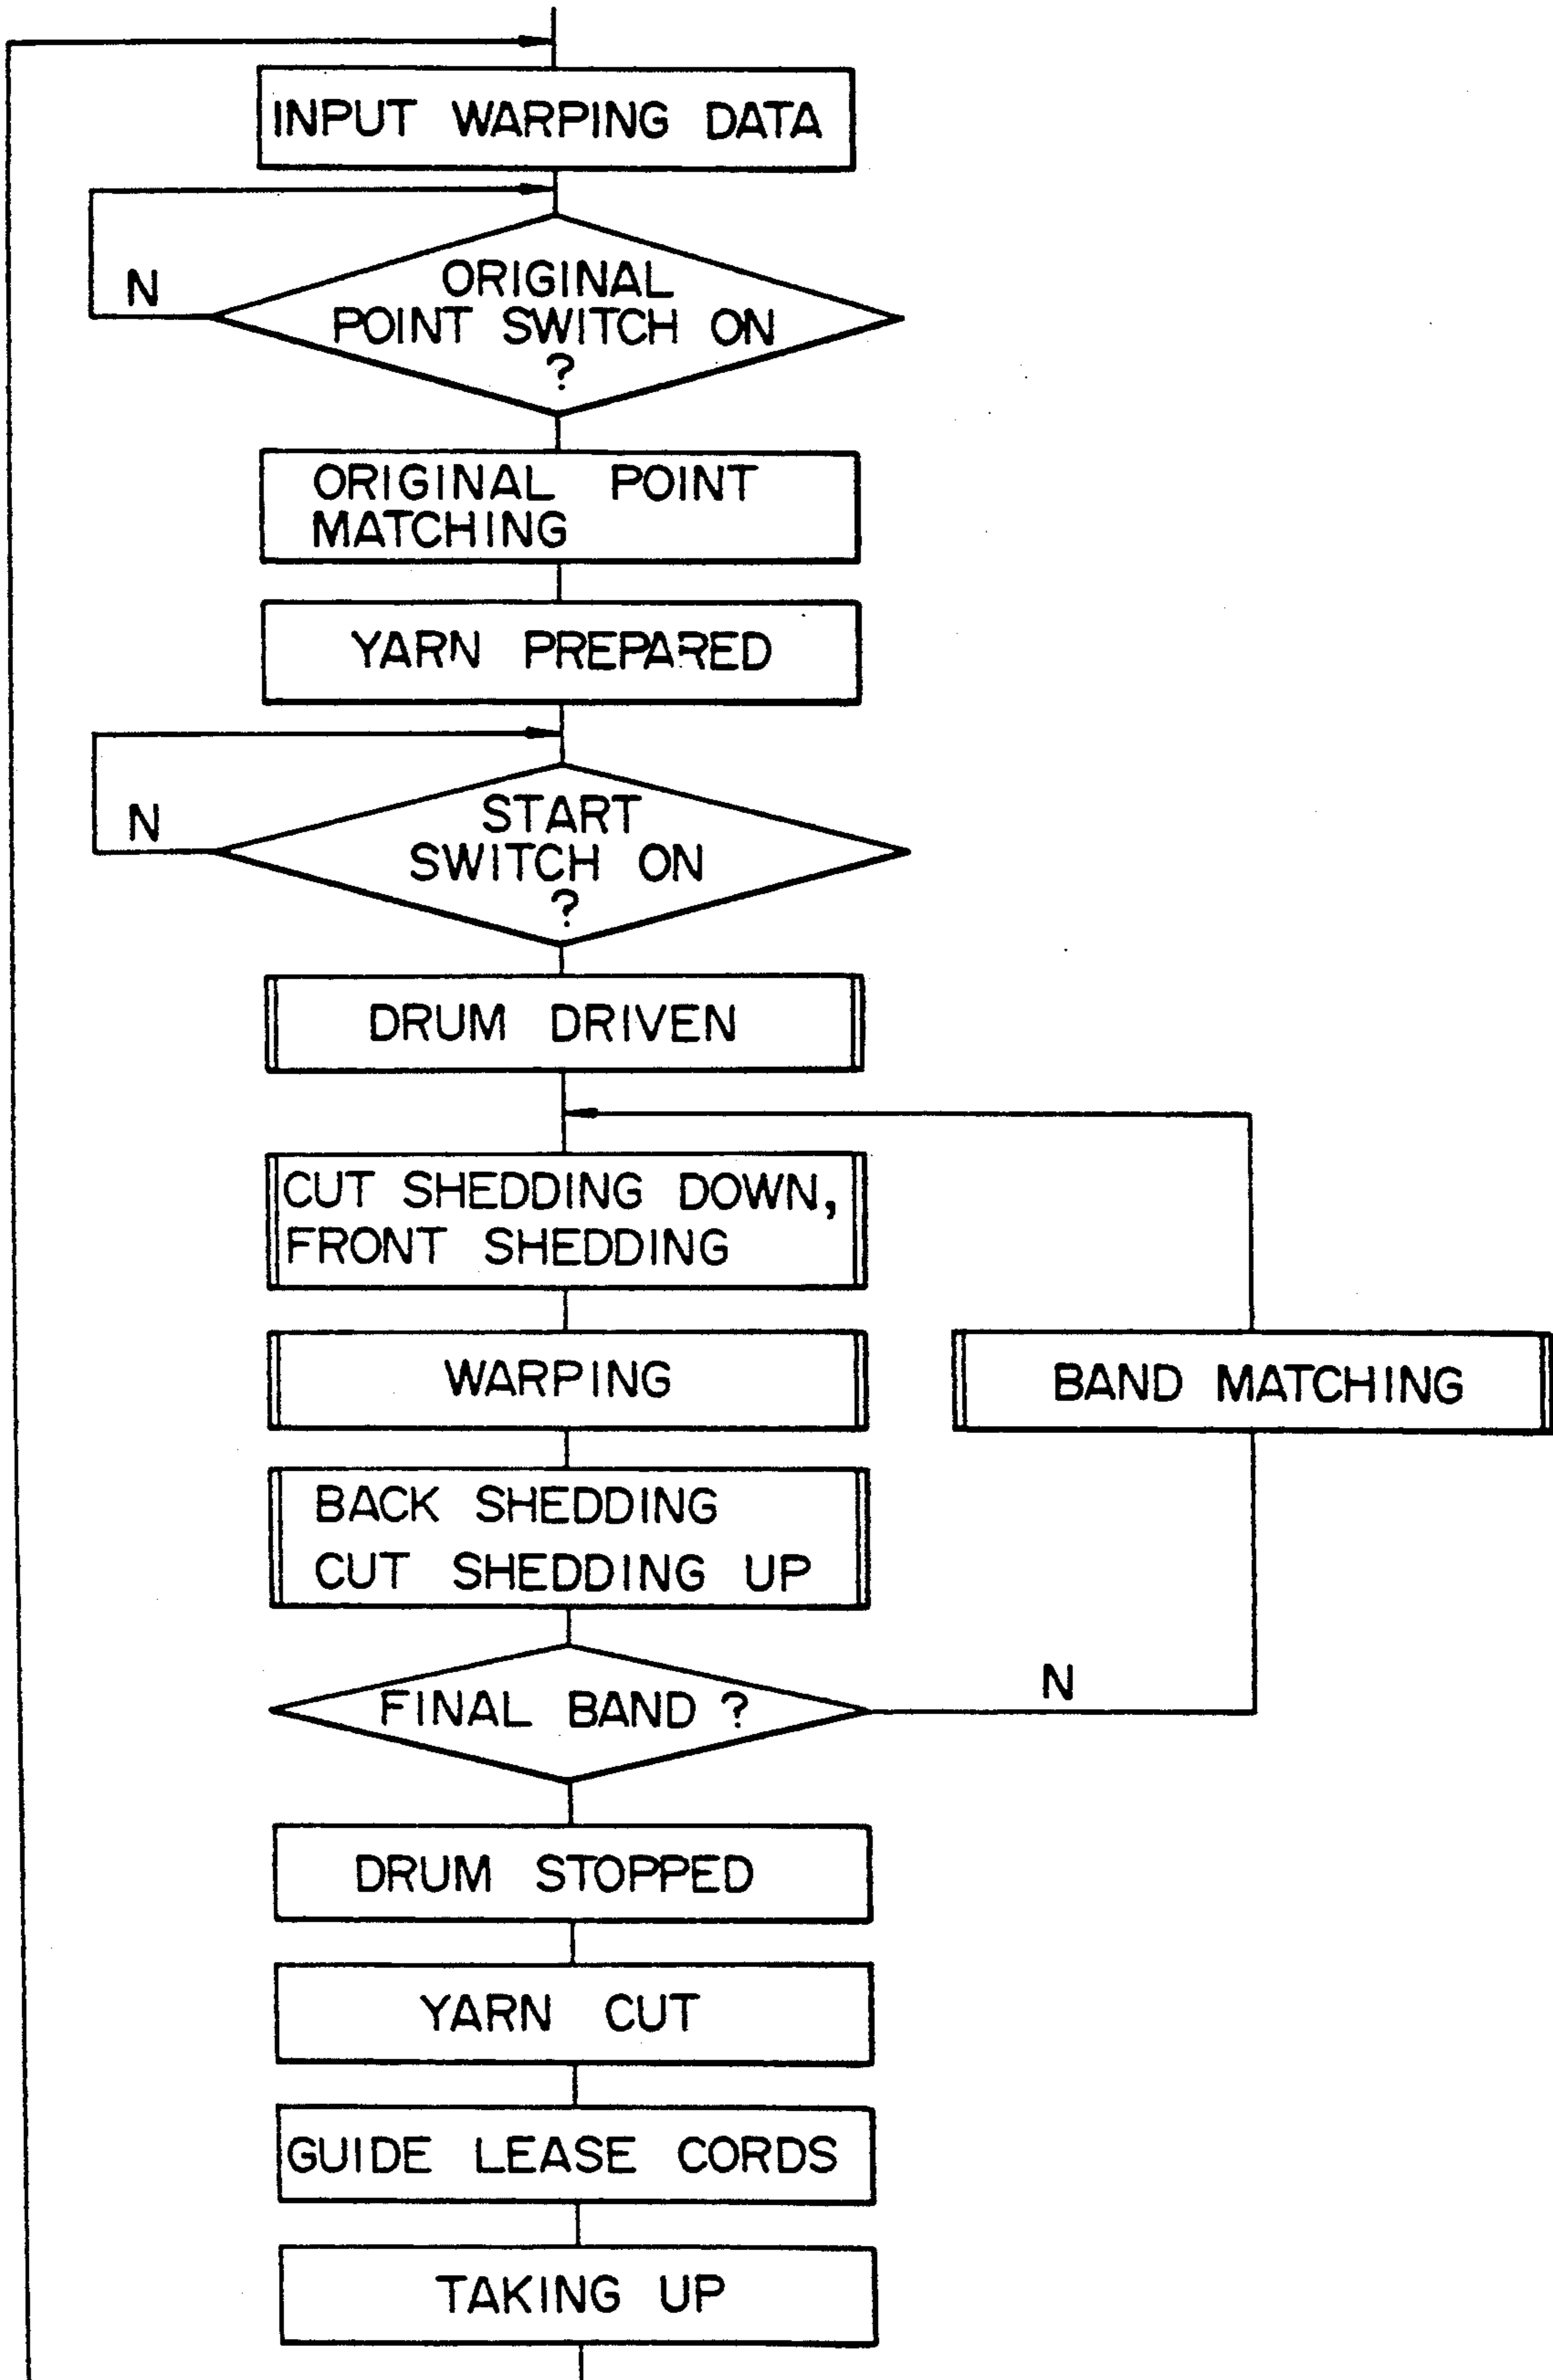 INPUT WARPING DATA
N
ORIGINAL
POINT SWITCH ON
?
ORIGINAL POINT
MATCHING
YARN PREPARED
N
START
SWITCH ON
?
DRUM DRIVEN
CUT SHEDDING DOWN,
FRONT SHEDDING
WARPING
BAND MATCHING
BACK SHEDDING
CUT SHEDDING UP
FINAL BAND ?
N
DRUM STOPPED
YARN CUT
GUIDE LEASE CORDS
TAKING UP